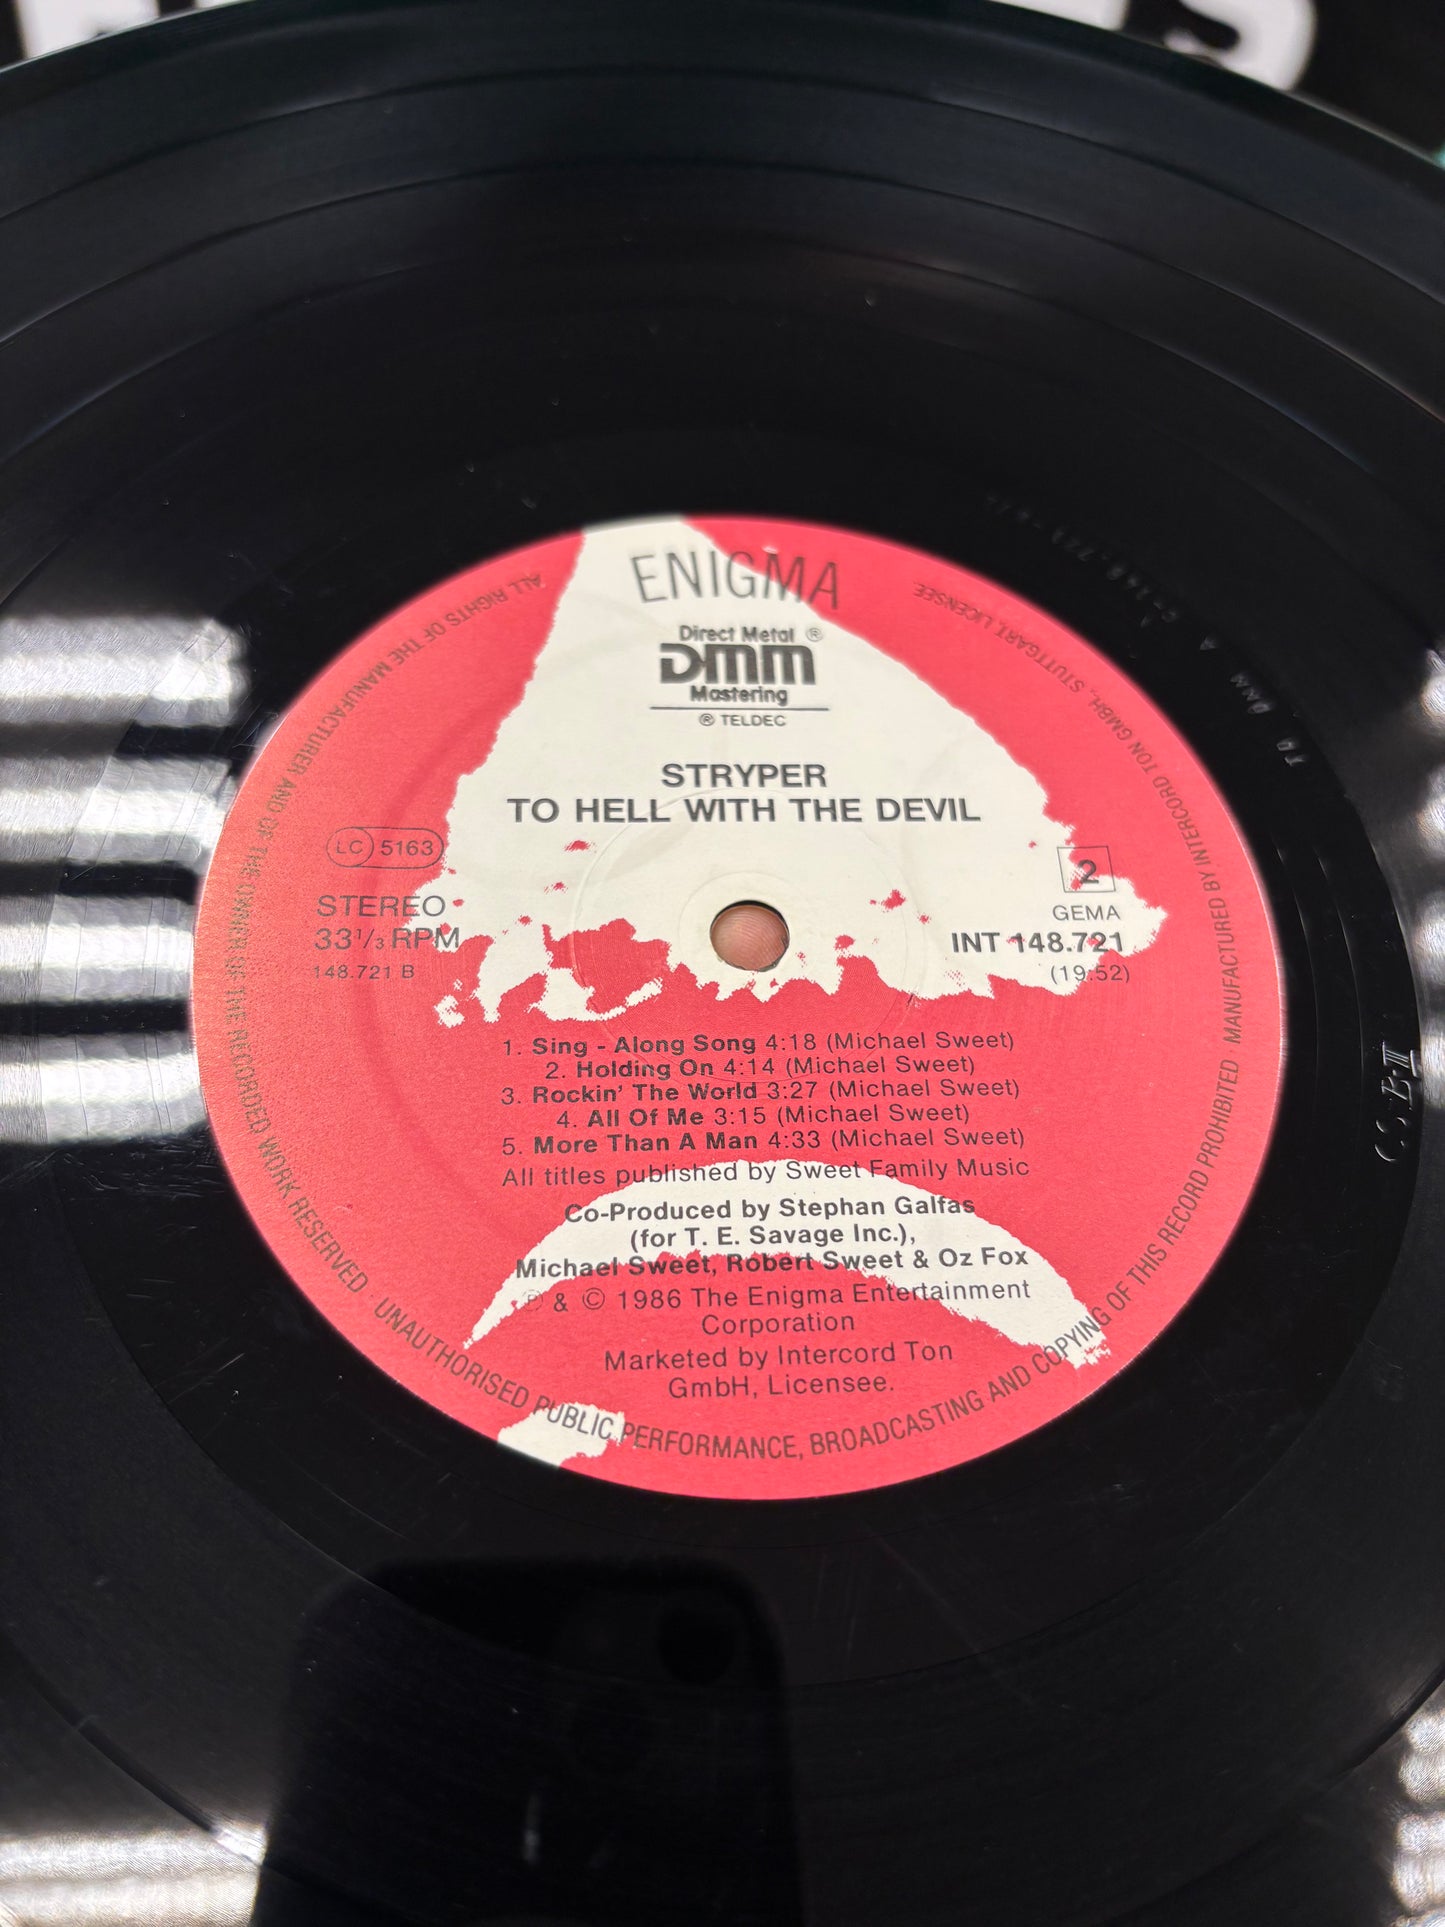 ENIGMA
Direct Metal ®
DMM
Mastering
® TELDEC
STRYPER
TO HELL WITH THE DEVIL
LC 5163
STEREO
33 1/3 RPM
148.721 B
2
GEMA
INT 148.721
(19:52)
1. Sing - Along Song 4:18 (Michael Sweet)
2. Holding On 4:14 (Michael Sweet)
3. Rockin' The World 3:27 (Michael Sweet)
4. All Of Me 3:15 (Michael Sweet)
5. More Than A Man 4:33 (Michael Sweet)
All titles published by Sweet Family Music
Co-Produced by Stephan Galfas
(for T. E. Savage Inc.),
Michael Sweet, Robert Sweet & Oz Fox
℗ & © 1986 The Enigma Entertainment
Corporation
Marketed by Intercord Ton
GmbH, Licensee.
ALL RIGHTS OF THE MANUFACTURER AND OF THE OWNER OF THE RECORDED WORK RESERVED · UNAUTHORISED PUBLIC PERFORMANCE, BROADCASTING AND COPYING OF THIS RECORD PROHIBITED · MANUFACTURED BY INTERCORD TON GMBH., STUTTGART, LICENSEE